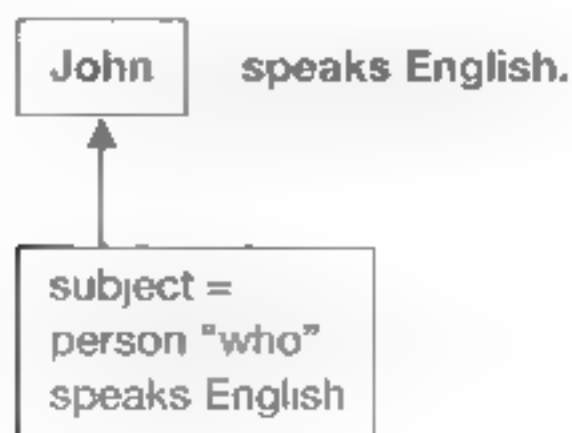 John speaks English.
subject =
person "who”
speaks English